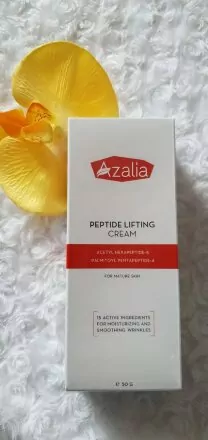 Azalia
PEPTIDE LIFTING
CREAM
ACETYL HEXAPEPTIDE-8
PALMITOYL PENTAPEPTIDE-4
FOR MATURE SKIN
15 ACTIVE INGREDIENTS
FOR MOISTURIZING AND
SMOOTHING WRINKLES
50 G